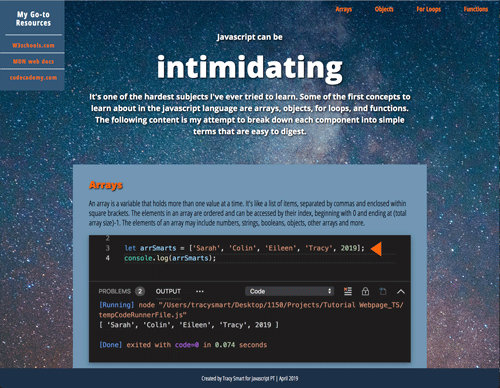 My Go-to
Resources
W3schools.com
MDN web docs
codecademy.com
Arrays Objects For Loops Functions
Javascript can be
intimidating
It's one of the hardest subjects I've ever tried to learn. Some of the first concepts to
learn about in the javascript language are arrays, objects, for loops, and functions.
The following content is my attempt to break down each component into simple
terms that are easy to digest.
Arrays
An array is a variable that holds more than one value at a time. It's like a list of items, separated by commas and enclosed within
square brackets. The elements in an array are ordered and can be accessed by their index, beginning with 0 and ending at (total
array size)-1. The elements of an array may include numbers, strings, booleans, objects, other arrays and more.
2
3 let arrSmarts = ['Sarah', 'Colin', 'Eileen', 'Tracy', 2019];
4 console.log(arrSmarts);
PROBLEMS 2 OUTPUT ... Code
[Running] node "/Users/tracysmart/Desktop/1150/Projects/Tutorial Webpage_TS/
tempCodeRunnerFile.js"
[ 'Sarah', 'Colin', 'Eileen', 'Tracy', 2019 ]
[Done] exited with code=0 in 0.074 seconds
Created by Tracy Smart for Javascript PT | April 2019